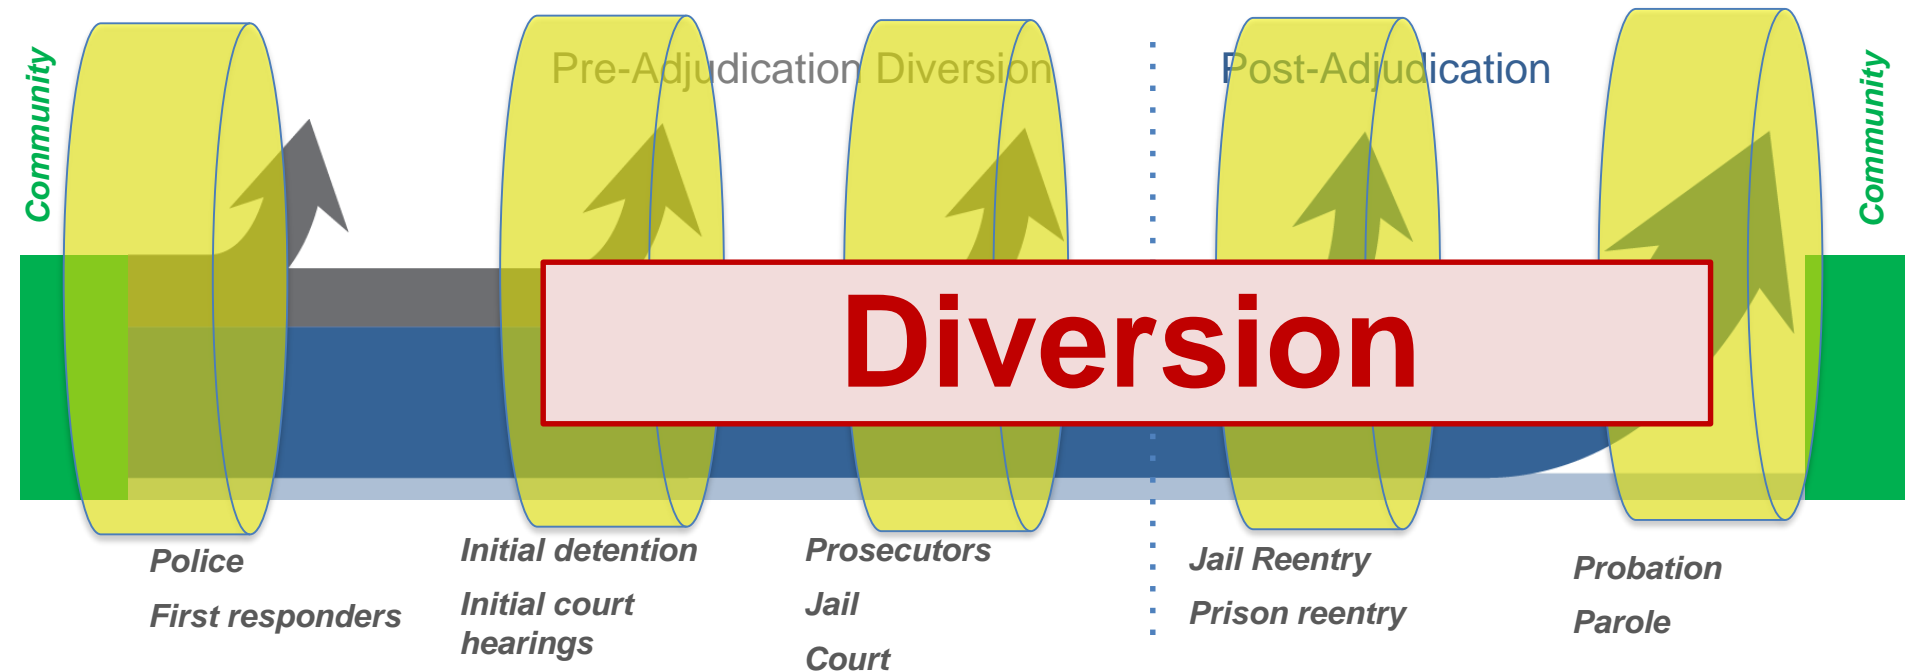 Community
Pre-Adjudication Diversion
Post-Adjudication
Community
Diversion
Police
First responders
Initial detention
Initial court
hearings
Prosecutors
Jail
Court
Jail Reentry
Prison reentry
Probation
Parole